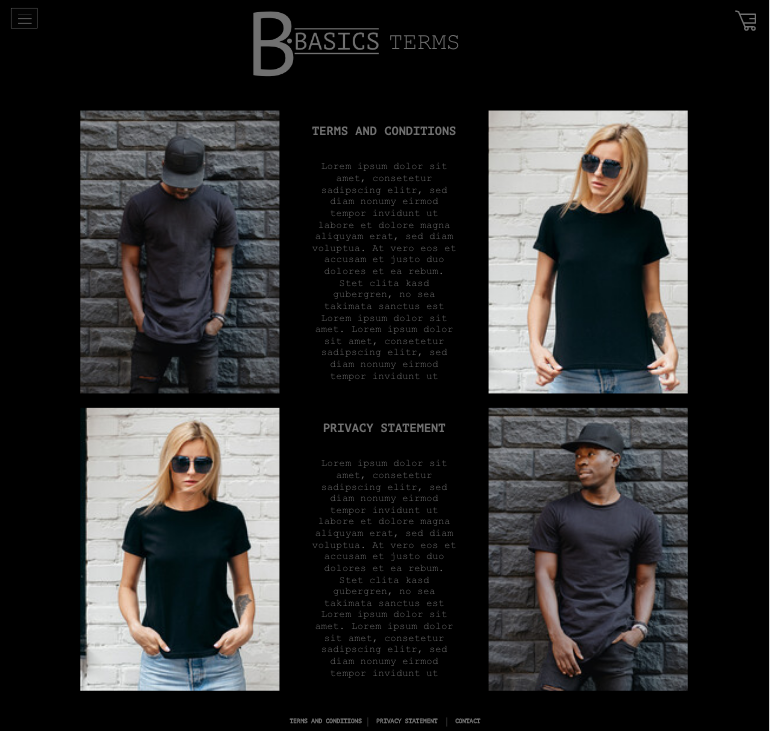 B.BASICS TERMS
TERMS AND CONDITIONS
Lorem ipsum dolor sit
amet, consetetur
sadipscing elitr, sed
diam nonumy eirmod
tempor invidunt ut
labore et dolore magna
aliquyam erat, sed diam
voluptua. At vero eos et
accusam et justo duo
dolores et ea rebum.
Stet clita kasd
gubergren, no sea
takimata sanctus est
Lorem ipsum dolor sit
amet. Lorem ipsum dolor
sit amet, consetetur
sadipscing elitr, sed
diam nonumy eirmod
tempor invidunt ut
PRIVACY STATEMENT
Lorem ipsum dolor sit
amet, consetetur
sadipscing elitr, sed
diam nonumy eirmod
tempor invidunt ut
labore et dolore magna
aliquyam erat, sed diam
voluptua. At vero eos et
accusam et justo duo
dolores et ea rebum.
Stet clita kasd
gubergren, no sea
takimata sanctus est
Lorem ipsum dolor sit
amet. Lorem ipsum dolor
sit amet, consetetur
sadipscing elitr, sed
diam nonumy eirmod
tempor invidunt ut
TERMS AND CONDITIONS | PRIVACY STATEMENT | CONTACT